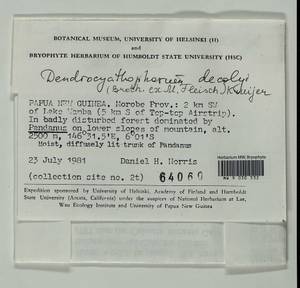 BOTANICAL MUSEUM, UNIVERSITY OF HELSINKI (H)
and
BRYOPHYTE HERBARIUM OF HUMBOLDT STATE UNIVERSITY (HSC)
Dendrocyathophorum decolyi
(Broth. ex M. Fleisch.) Kruijer
PAPUA NEW GUINEA. Morobe Prov.: 2 km SW
of Lake Wamba (5 km S of Tep-tep Airstrip).
In badly disturbed forest dominated by
Pandanus on lower slopes of mountain, alt.
2500 m, 146°31.5'E, 6°01'S
Moist, diffusely lit trunk of Pandanus
23 July 1981 Daniel H. Norris
(collection site no. 2t) 64060
Herbarium MW, Bryophyta
Expedition sponsored by University of Helsinki, Academy of Finland and Humboldt
State University (Arcata, California) under the auspices of National Herbarium at Lae,
Wau Ecology Institute and University of Papua New Guinea